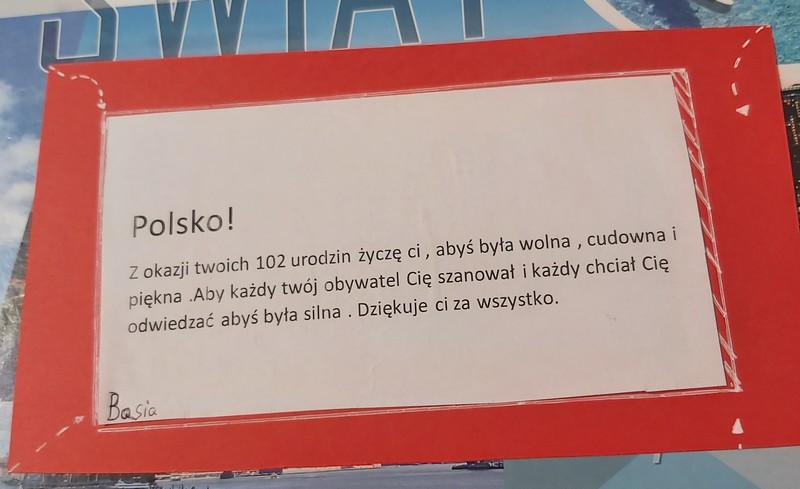 ŚWIAT
Polsko!
Z okazji twoich 102 urodzin życzę ci , abyś była wolna , cudowna i
piękna .Aby każdy twój obywatel Cię szanował i każdy chciał Cię
odwiedzać abyś była silna . Dziękuje ci za wszystko.
Basia